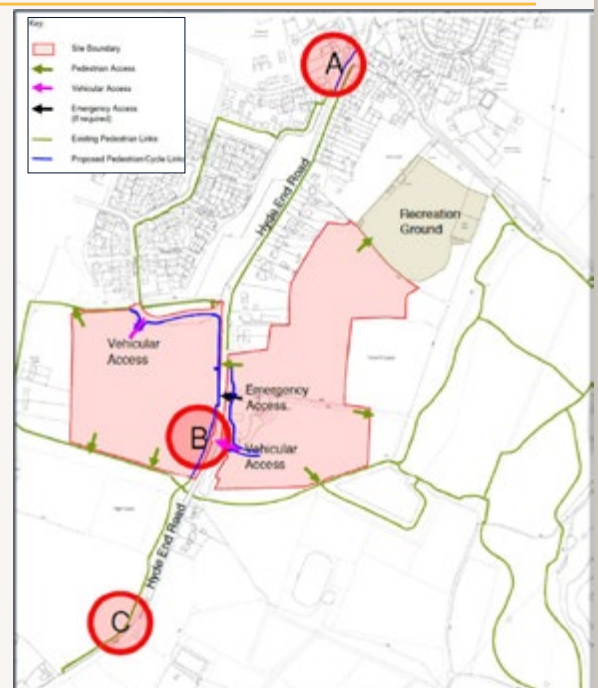 Key
Site Boundary
Pedestrian Access
Vehicular Access
Emergency Access
(If required)
Existing Pedestrian Links
Proposed Pedestrian/Cycle Links
A
Hyde End Road
Recreation
Ground
Vehicular
Access
Emergency
Access.
B
Vehicular
Access
Hyde End Road
C